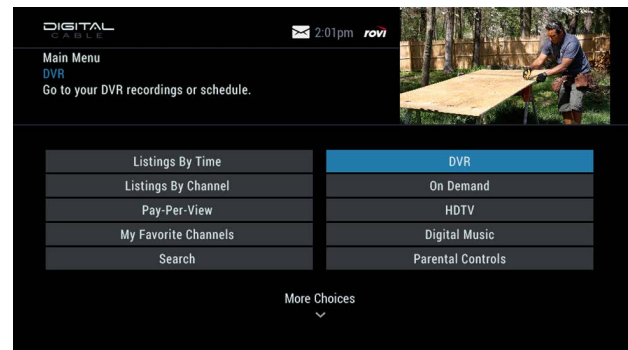 DIGITAL
CABLE
2:01pm rovi
Main Menu
DVR
Go to your DVR recordings or schedule.
Listings By Time
DVR
Listings By Channel
On Demand
Pay-Per-View
HDTV
My Favorite Channels
Digital Music
Search
Parental Controls
More Choices